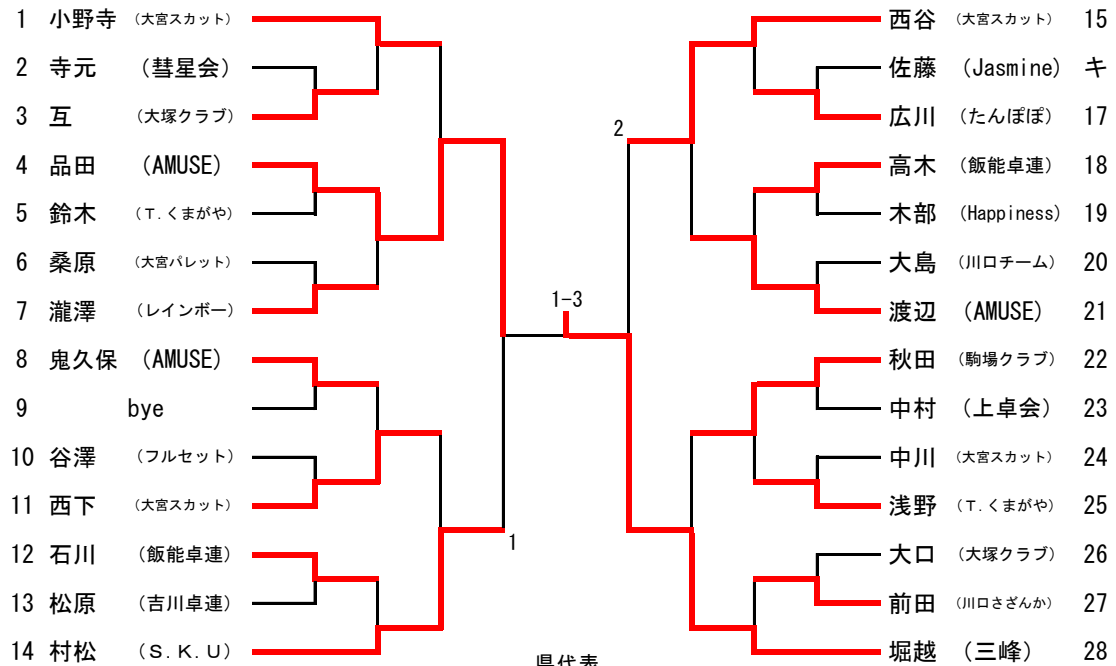 1 小野寺 (大宮スカット)
2 寺元 (彗星会)
3 互 (大塚クラブ)
4 品田 (AMUSE)
5 鈴木 (T.くまがや)
6 桑原 (大宮パレット)
7 瀧澤 (レインボー)
8 鬼久保 (AMUSE)
9 bye
10 谷澤 (フルセット)
11 西下 (大宮スカット)
12 石川 (飯能卓連)
13 松原 (吉川卓連)
14 村松 (S.K.U)
1
1-3
2
県代表
西谷 (大宮スカット) 15
佐藤 (Jasmine) キ
広川 (たんぽぽ) 17
高木 (飯能卓連) 18
木部 (Happiness) 19
大島 (川口チーム) 20
渡辺 (AMUSE) 21
秋田 (駒場クラブ) 22
中村 (上卓会) 23
中川 (大宮スカット) 24
浅野 (T.くまがや) 25
大口 (大塚クラブ) 26
前田 (川口さざんか) 27
堀越 (三峰) 28